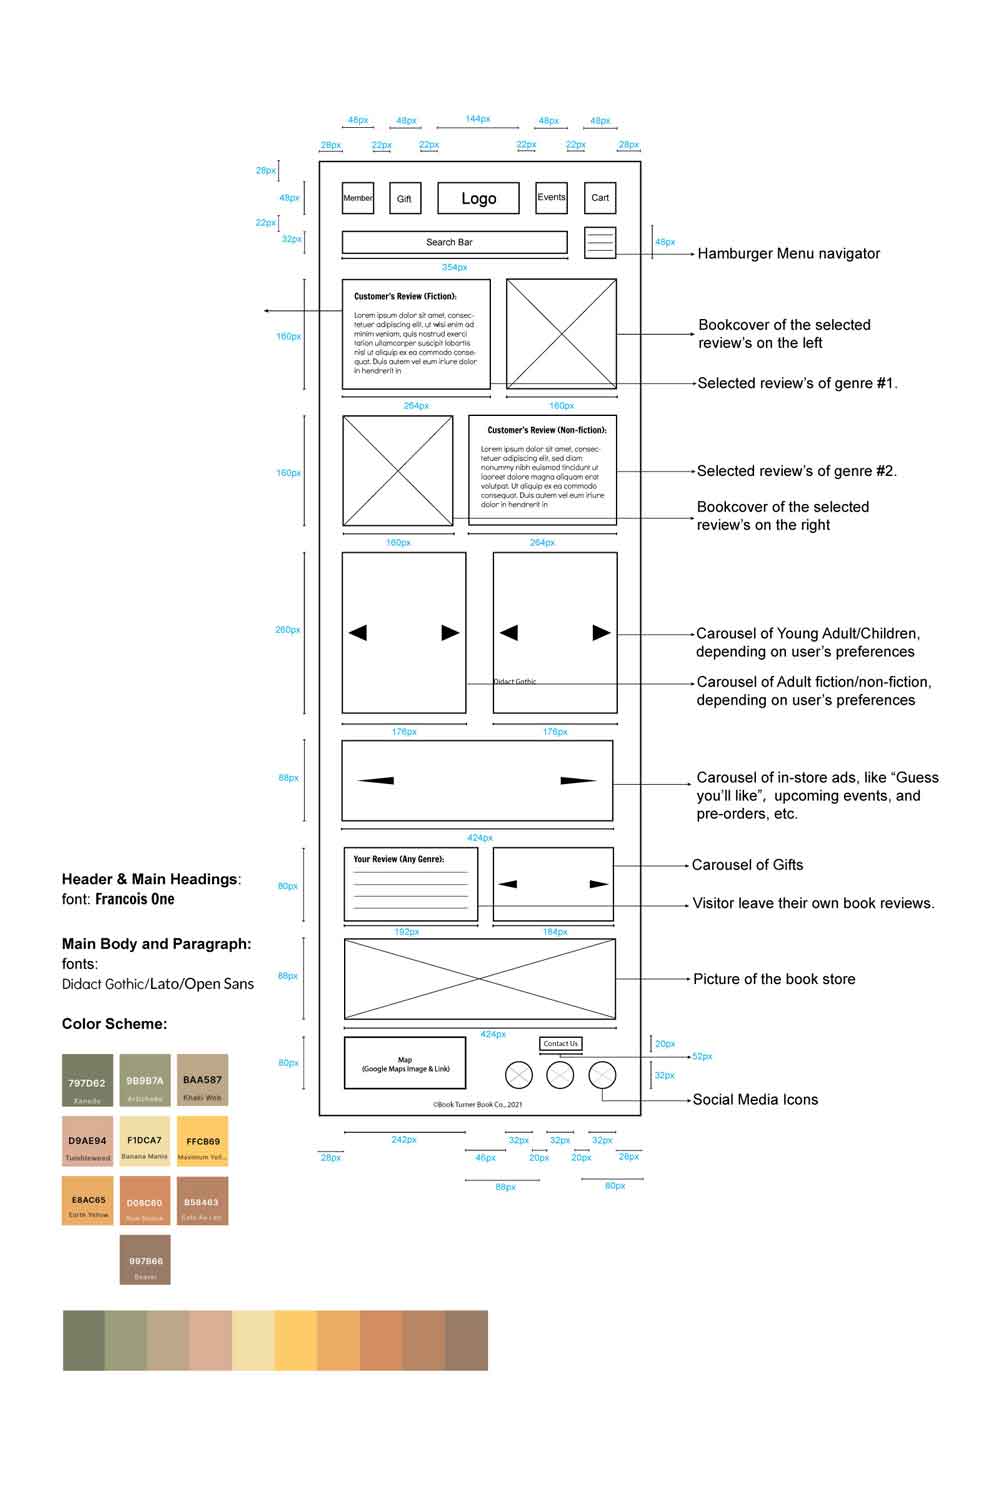 48px 48px 144px 48px 48px
28px 22px 22px 22px 22px 28px
28px
48px
Member Gift Logo Events Cart
22px
32px
Search Bar
48px
Hamburger Menu navigator
354px
Customer's Review (Fiction):
Lorem ipsum dolor sit amet, consec-
tetuer adipiscing elit, ut wisi enim ad
minim veniam, quis nostrud exerci
tation ullamcorper suscipit lobortis
nisl ut aliquip ex ea commodo conse-
quat. Duis autem vel eum iriure dolor
in hendrerit in
160px
Bookcover of the selected
review's on the left
Selected review's of genre #1.
264px 160px
Customer's Review (Non-fiction):
Lorem ipsum dolor sit amet, consec-
tetuer adipiscing elit, sed diam
nonummy nibh euismod tincidunt ut
laoreet dolore magna aliquam erat
volutpat. Ut aliquip ex ea commodo
consequat. Duis autem vel eum iriure
dolor in hendrerit in
160px
Selected review's of genre #2.
Bookcover of the selected
review's on the right
160px 264px
260px
Carousel of Young Adult/Children,
depending on user's preferences
Didact Gothic
Carousel of Adult fiction/non-fiction,
depending on user's preferences
176px 176px
88px
Carousel of in-store ads, like “Guess
you'll like”, upcoming events, and
pre-orders, etc.
424px
Your Review (Any Genre):
80px
Carousel of Gifts
Visitor leave their own book reviews.
192px 184px
88px
Picture of the book store
424px
80px
Map
(Google Maps Image & Link)
Contact Us
20px
52px
32px
Social Media Icons
©Book Turner Book Co., 2021
242px 32px 32px 32px
28px 46px 20px 20px 28px
88px 80px
Header & Main Headings:
font: Francois One
Main Body and Paragraph:
fonts:
Didact Gothic/Lato/Open Sans
Color Scheme:
797D62 9B9B7A BAA587
Xanadu Artichoke Khaki Web
D9AE94 F1DCA7 FFCB69
Tumbleweed Banana Mania Maximum Yell...
E8AC65 D08C60 B58463
Earth Yellow Raw Sienna Cafe Au Lait
997B66
Beaver